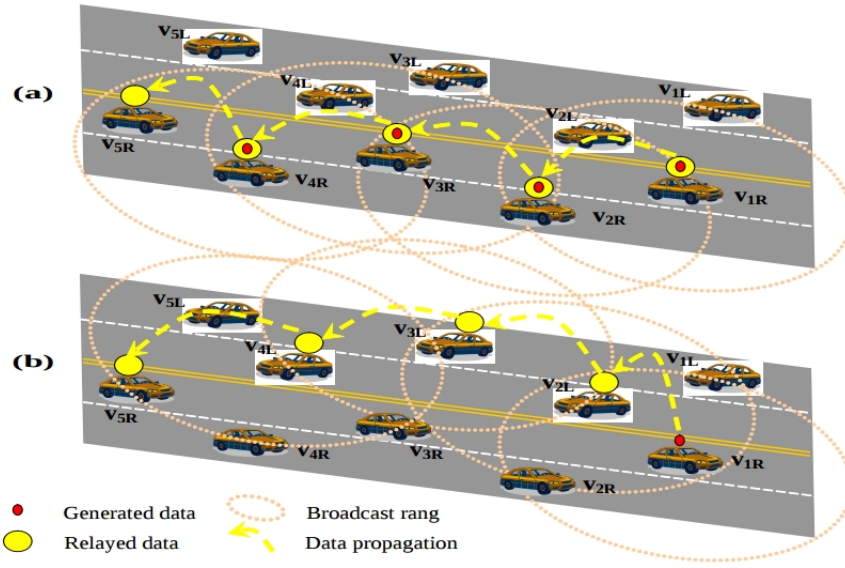 (a)
v5L
v4L
v3L
v2L
v1L
v5R
v4R
v3R
v2R
v1R
(b)
v5L
v4L
v3L
v2L
v1L
v5R
v4R
v3R
v2R
v1R
Generated data
Broadcast rang
Relayed data
Data propagation